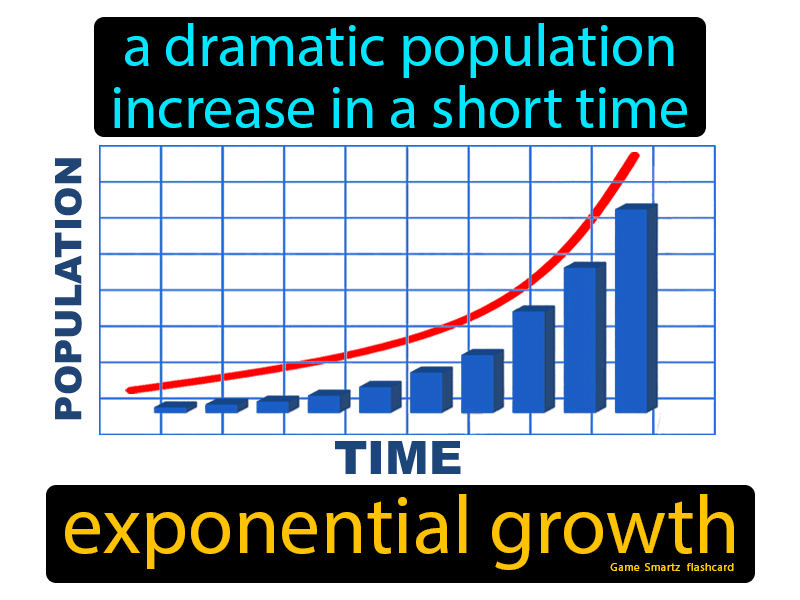 a dramatic population
increase in a short time
POPULATION
TIME
exponential growth
Game Smartz flashcard